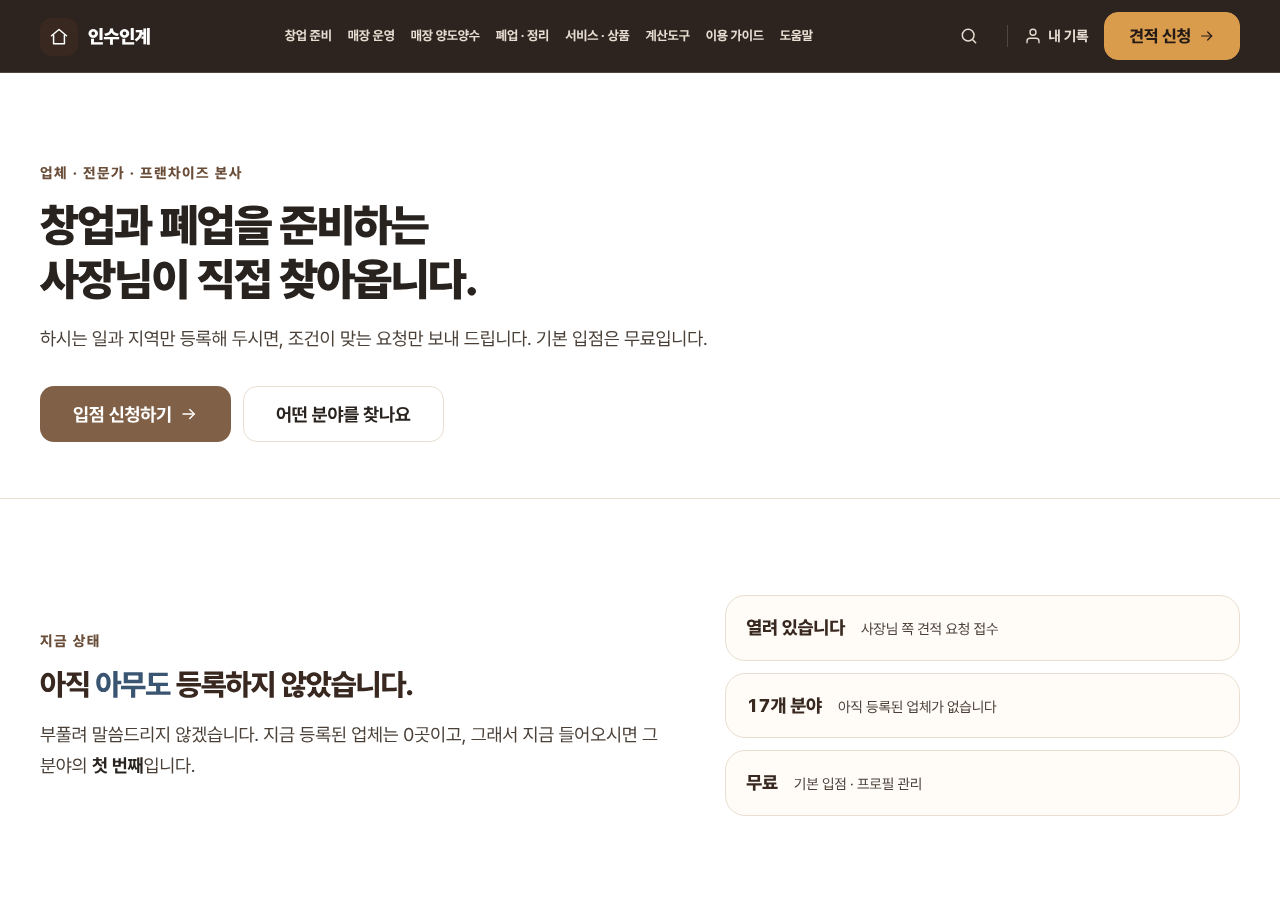 인수인계
창업 준비 매장 운영 매장 양도양수 폐업 · 정리 서비스 · 상품 계산도구 이용 가이드 도움말
내 기록
견적 신청 →
업체 · 전문가 · 프랜차이즈 본사
창업과 폐업을 준비하는
사장님이 직접 찾아옵니다.
하시는 일과 지역만 등록해 두시면, 조건이 맞는 요청만 보내 드립니다. 기본 입점은 무료입니다.
입점 신청하기 →
어떤 분야를 찾나요
지금 상태
아직 아무도 등록하지 않았습니다.
부풀려 말씀드리지 않겠습니다. 지금 등록된 업체는 0곳이고, 그래서 지금 들어오시면 그
분야의 첫 번째입니다.
열려 있습니다 사장님 쪽 견적 요청 접수
17개 분야 아직 등록된 업체가 없습니다
무료 기본 입점 · 프로필 관리